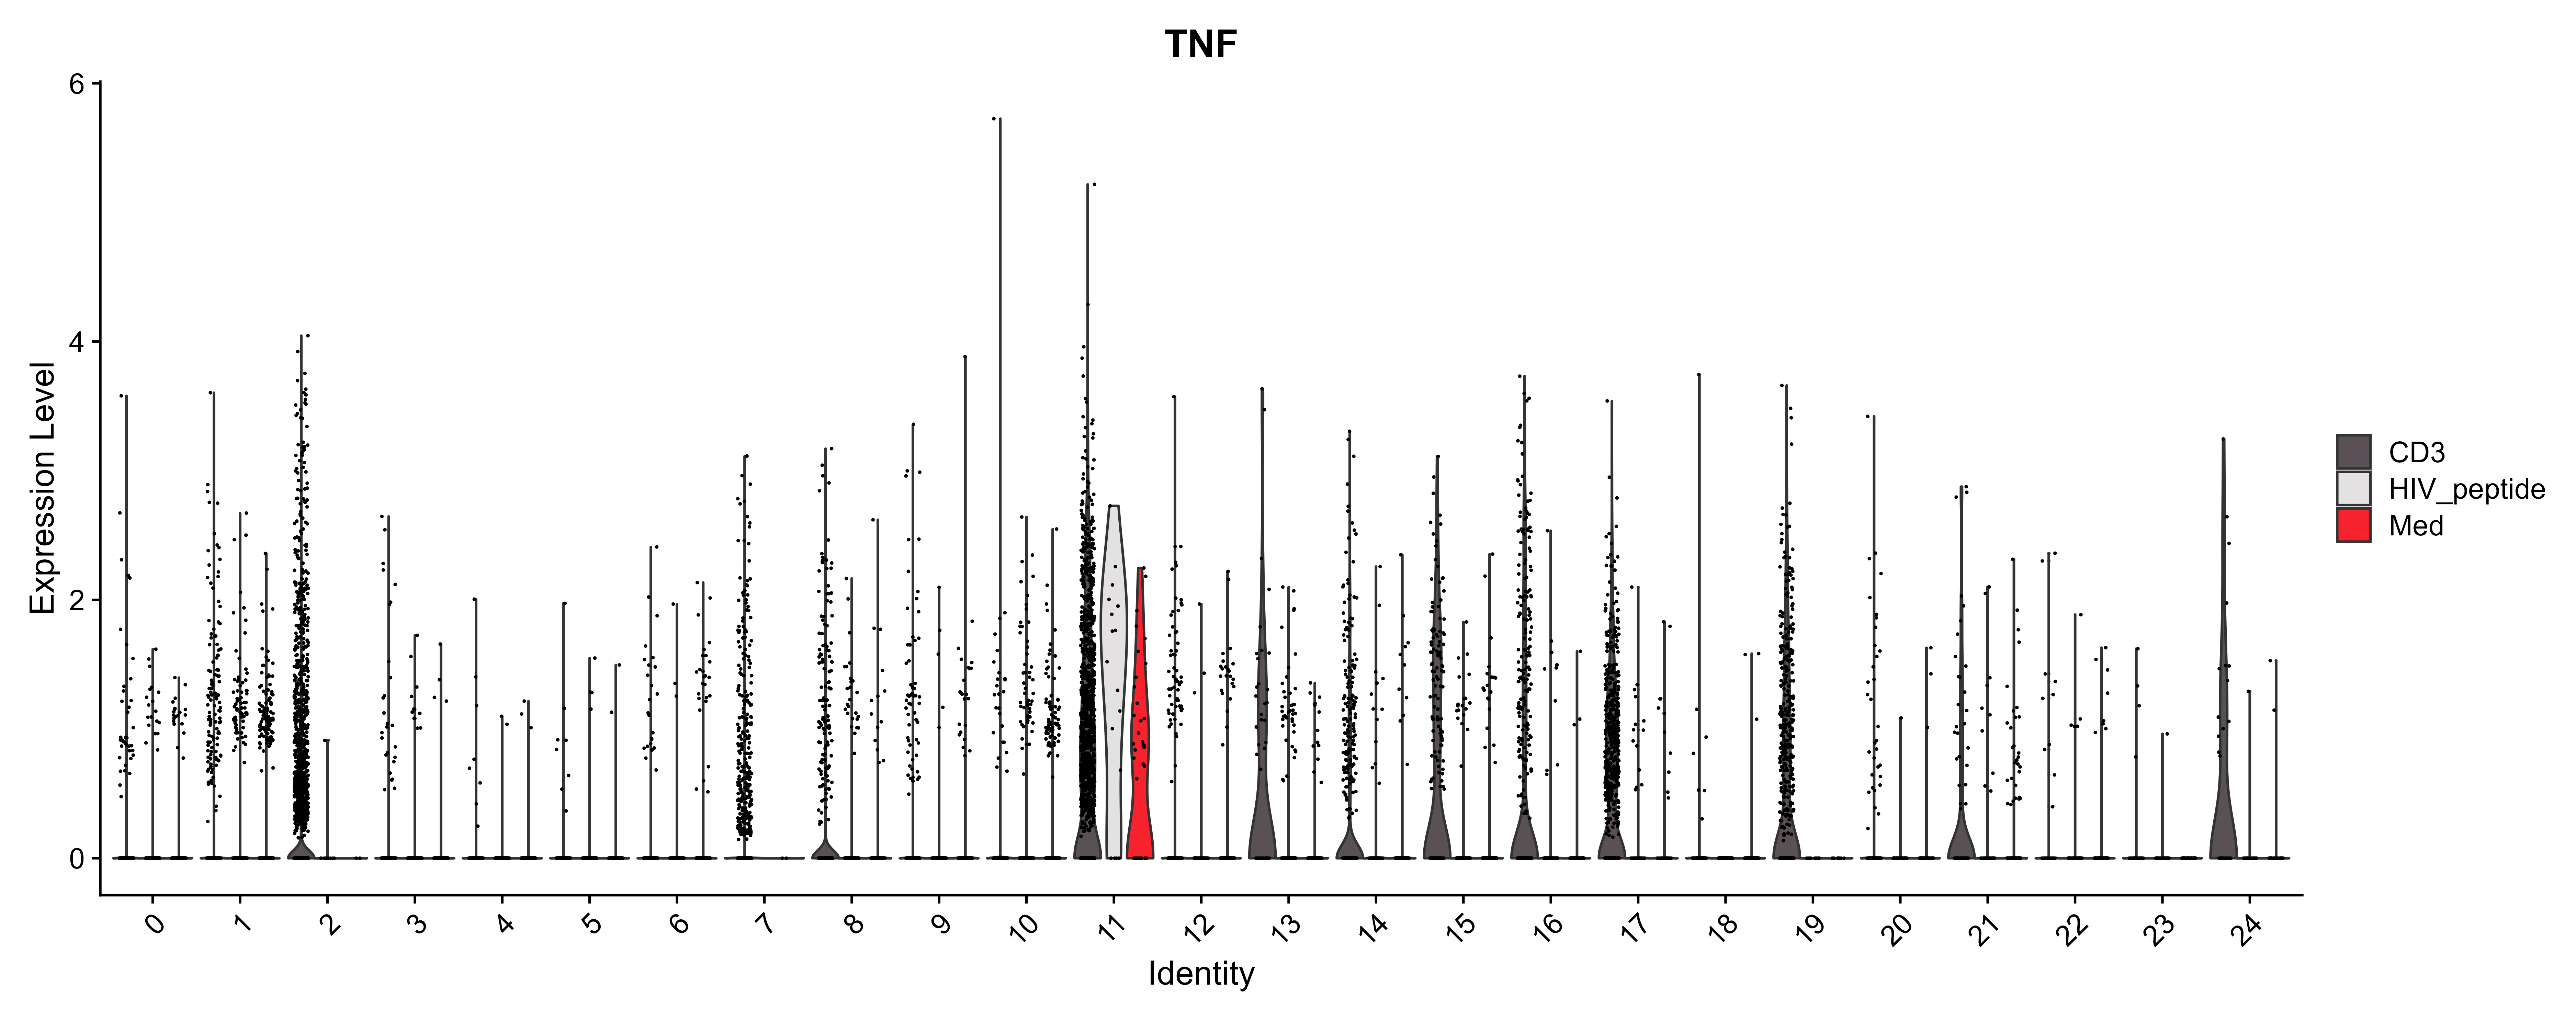 TNF
Expression Level
6
4
2
0
0 1 2 3 4 5 6 7 8 9 10 11 12 13 14 15 16 17 18 19 20 21 22 23 24
Identity
CD3
HIV_peptide
Med